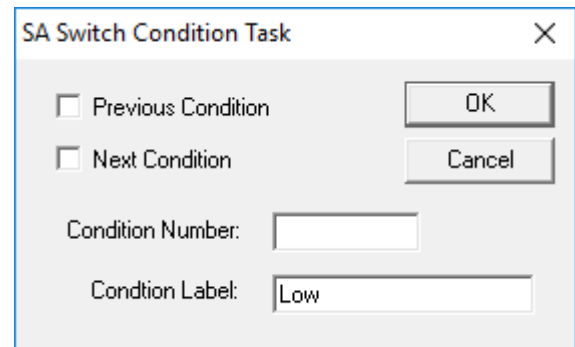 SA Switch Condition Task
Previous Condition
OK
Next Condition
Cancel
Condition Number:
Condtion Label:
Low